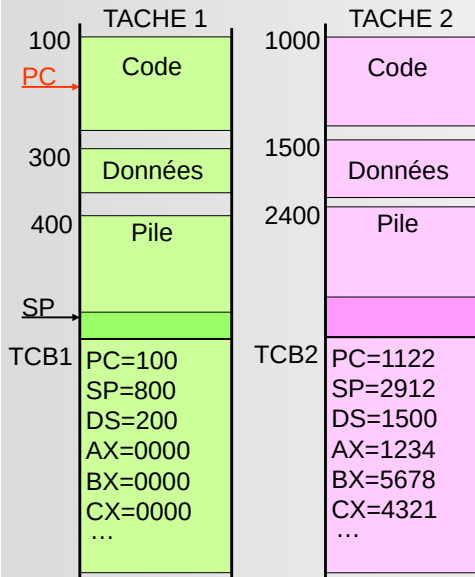 TACHE 1
100
Code
PC
300
Données
400
Pile
SP
TCB1
PC=100
SP=800
DS=200
AX=0000
BX=0000
CX=0000
…
TACHE 2
1000
Code
1500
Données
2400
Pile
TCB2
PC=1122
SP=2912
DS=1500
AX=1234
BX=5678
CX=4321
…